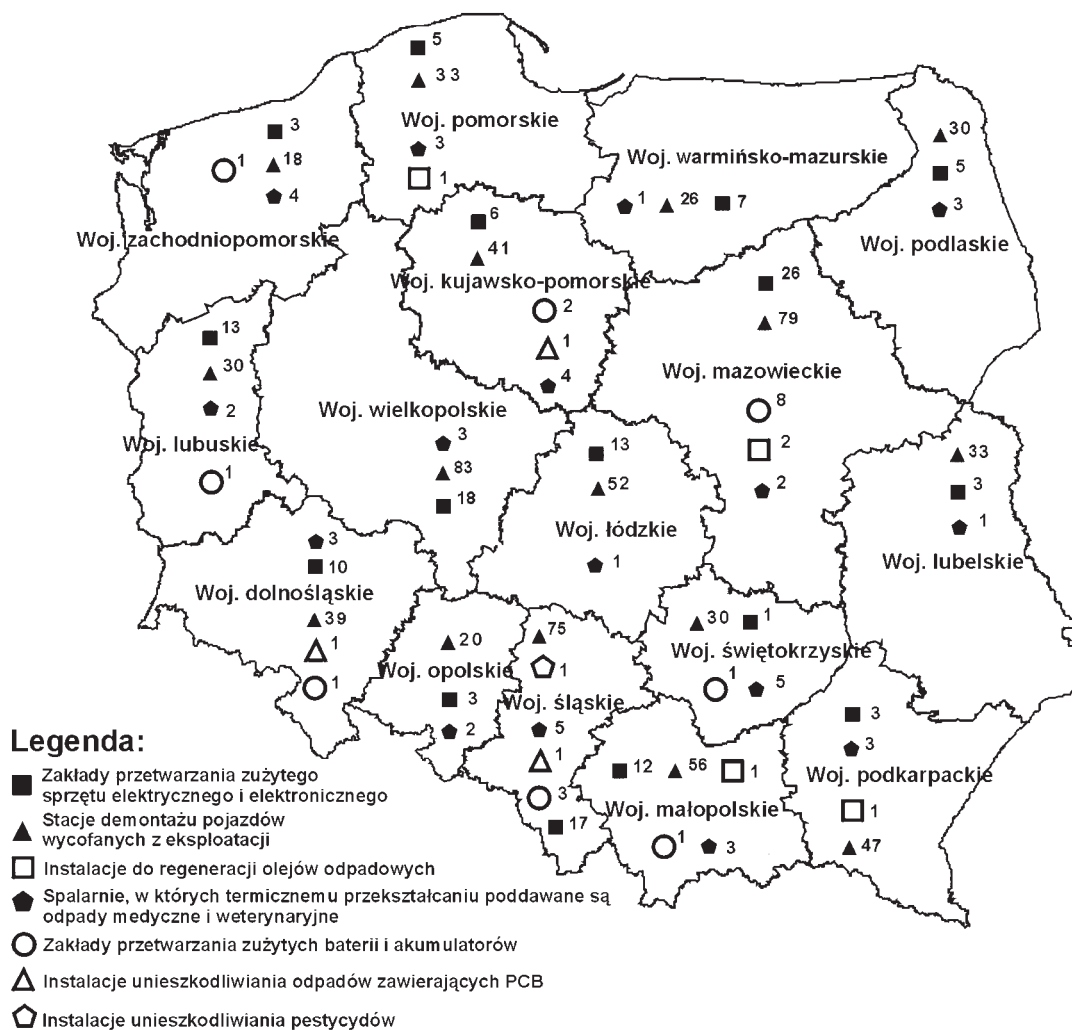 5
33
Woj. pomorskie
3
1
3
1
18
4
Woj. zachodniopomorskie
Woj. warmińsko-mazurskie
1
26
7
30
5
3
Woj. podlaskie
6
41
Woj. kujawsko-pomorskie
2
1
4
26
79
Woj. mazowieckie
8
2
2
13
30
2
Woj. lubuskie
1
Woj. wielkopolskie
3
83
18
13
52
Woj. łódzkie
1
33
3
1
Woj. lubelskie
3
10
Woj. dolnośląskie
39
1
1
20
Woj. opolskie
3
2
75
1
Woj. śląskie
5
1
3
17
30
1
Woj. świętokrzyskie
1
5
12
56
1
Woj. małopolskie
1
3
3
3
Woj. podkarpackie
1
47
Legenda:
Zakłady przetwarzania zużytego
sprzętu elektrycznego i elektronicznego
Stacje demontażu pojazdów
wycofanych z eksploatacji
Instalacje do regeneracji olejów odpadowych
Spalarnie, w których termicznemu przekształcaniu poddawane są
odpady medyczne i weterynaryjne
Zakłady przetwarzania zużytych baterii i akumulatorów
Instalacje unieszkodliwiania odpadów zawierających PCB
Instalacje unieszkodliwiania pestycydów